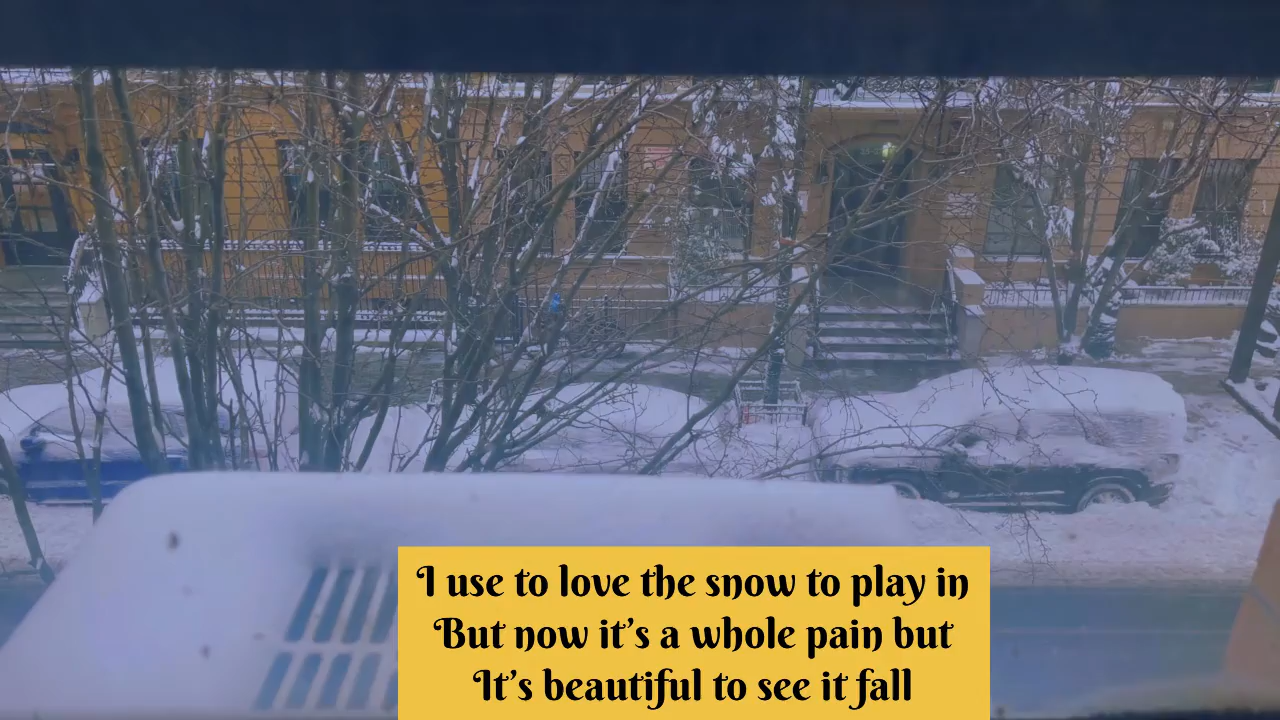 I use to love the snow to play in
But now it's a whole pain but
It's beautiful to see it fall